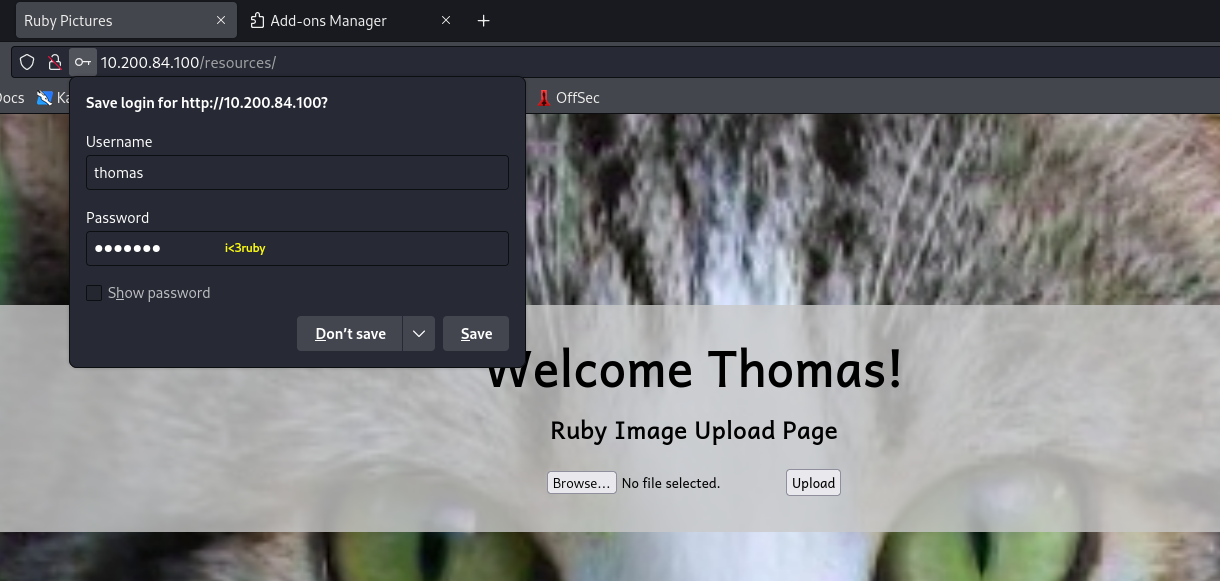 Ruby Pictures
Add-ons Manager
10.200.84.100/resources/
ocs
Ka
OffSec
Save login for http://10.200.84.100?
Username
thomas
Password
●●●●●●● i<3ruby
Show password
Don't save
Save
Welcome Thomas!
Ruby Image Upload Page
Browse... No file selected. Upload